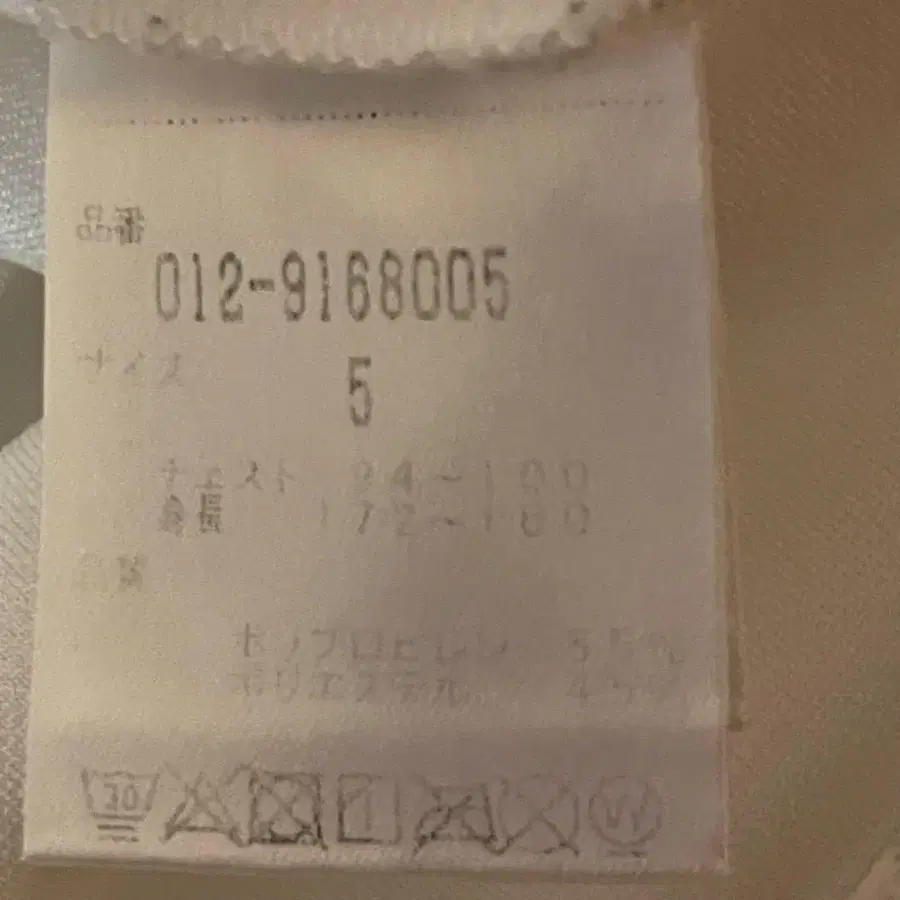 品番
012-9168005
サイズ
5
チェスト 94~100
身長 172~180
ポリプロピレン
ポリエステル
30
W